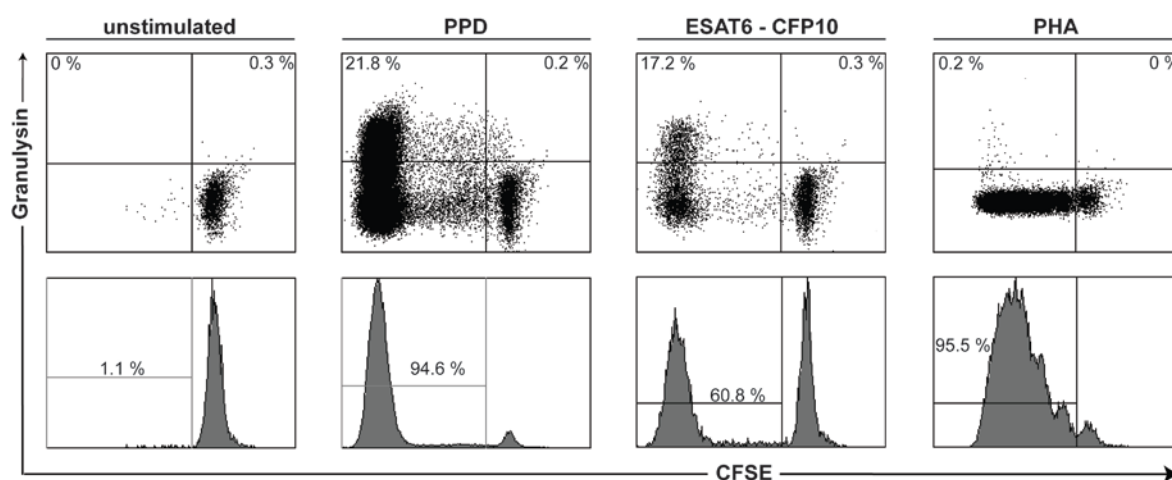 unstimulated PPD ESAT6 - CFP10 PHA
0 % 0.3 % 21.8 % 0.2 % 17.2 % 0.3 % 0.2 % 0 %
Granulysin
1.1 % 94.6 % 60.8 % 95.5 %
CFSE